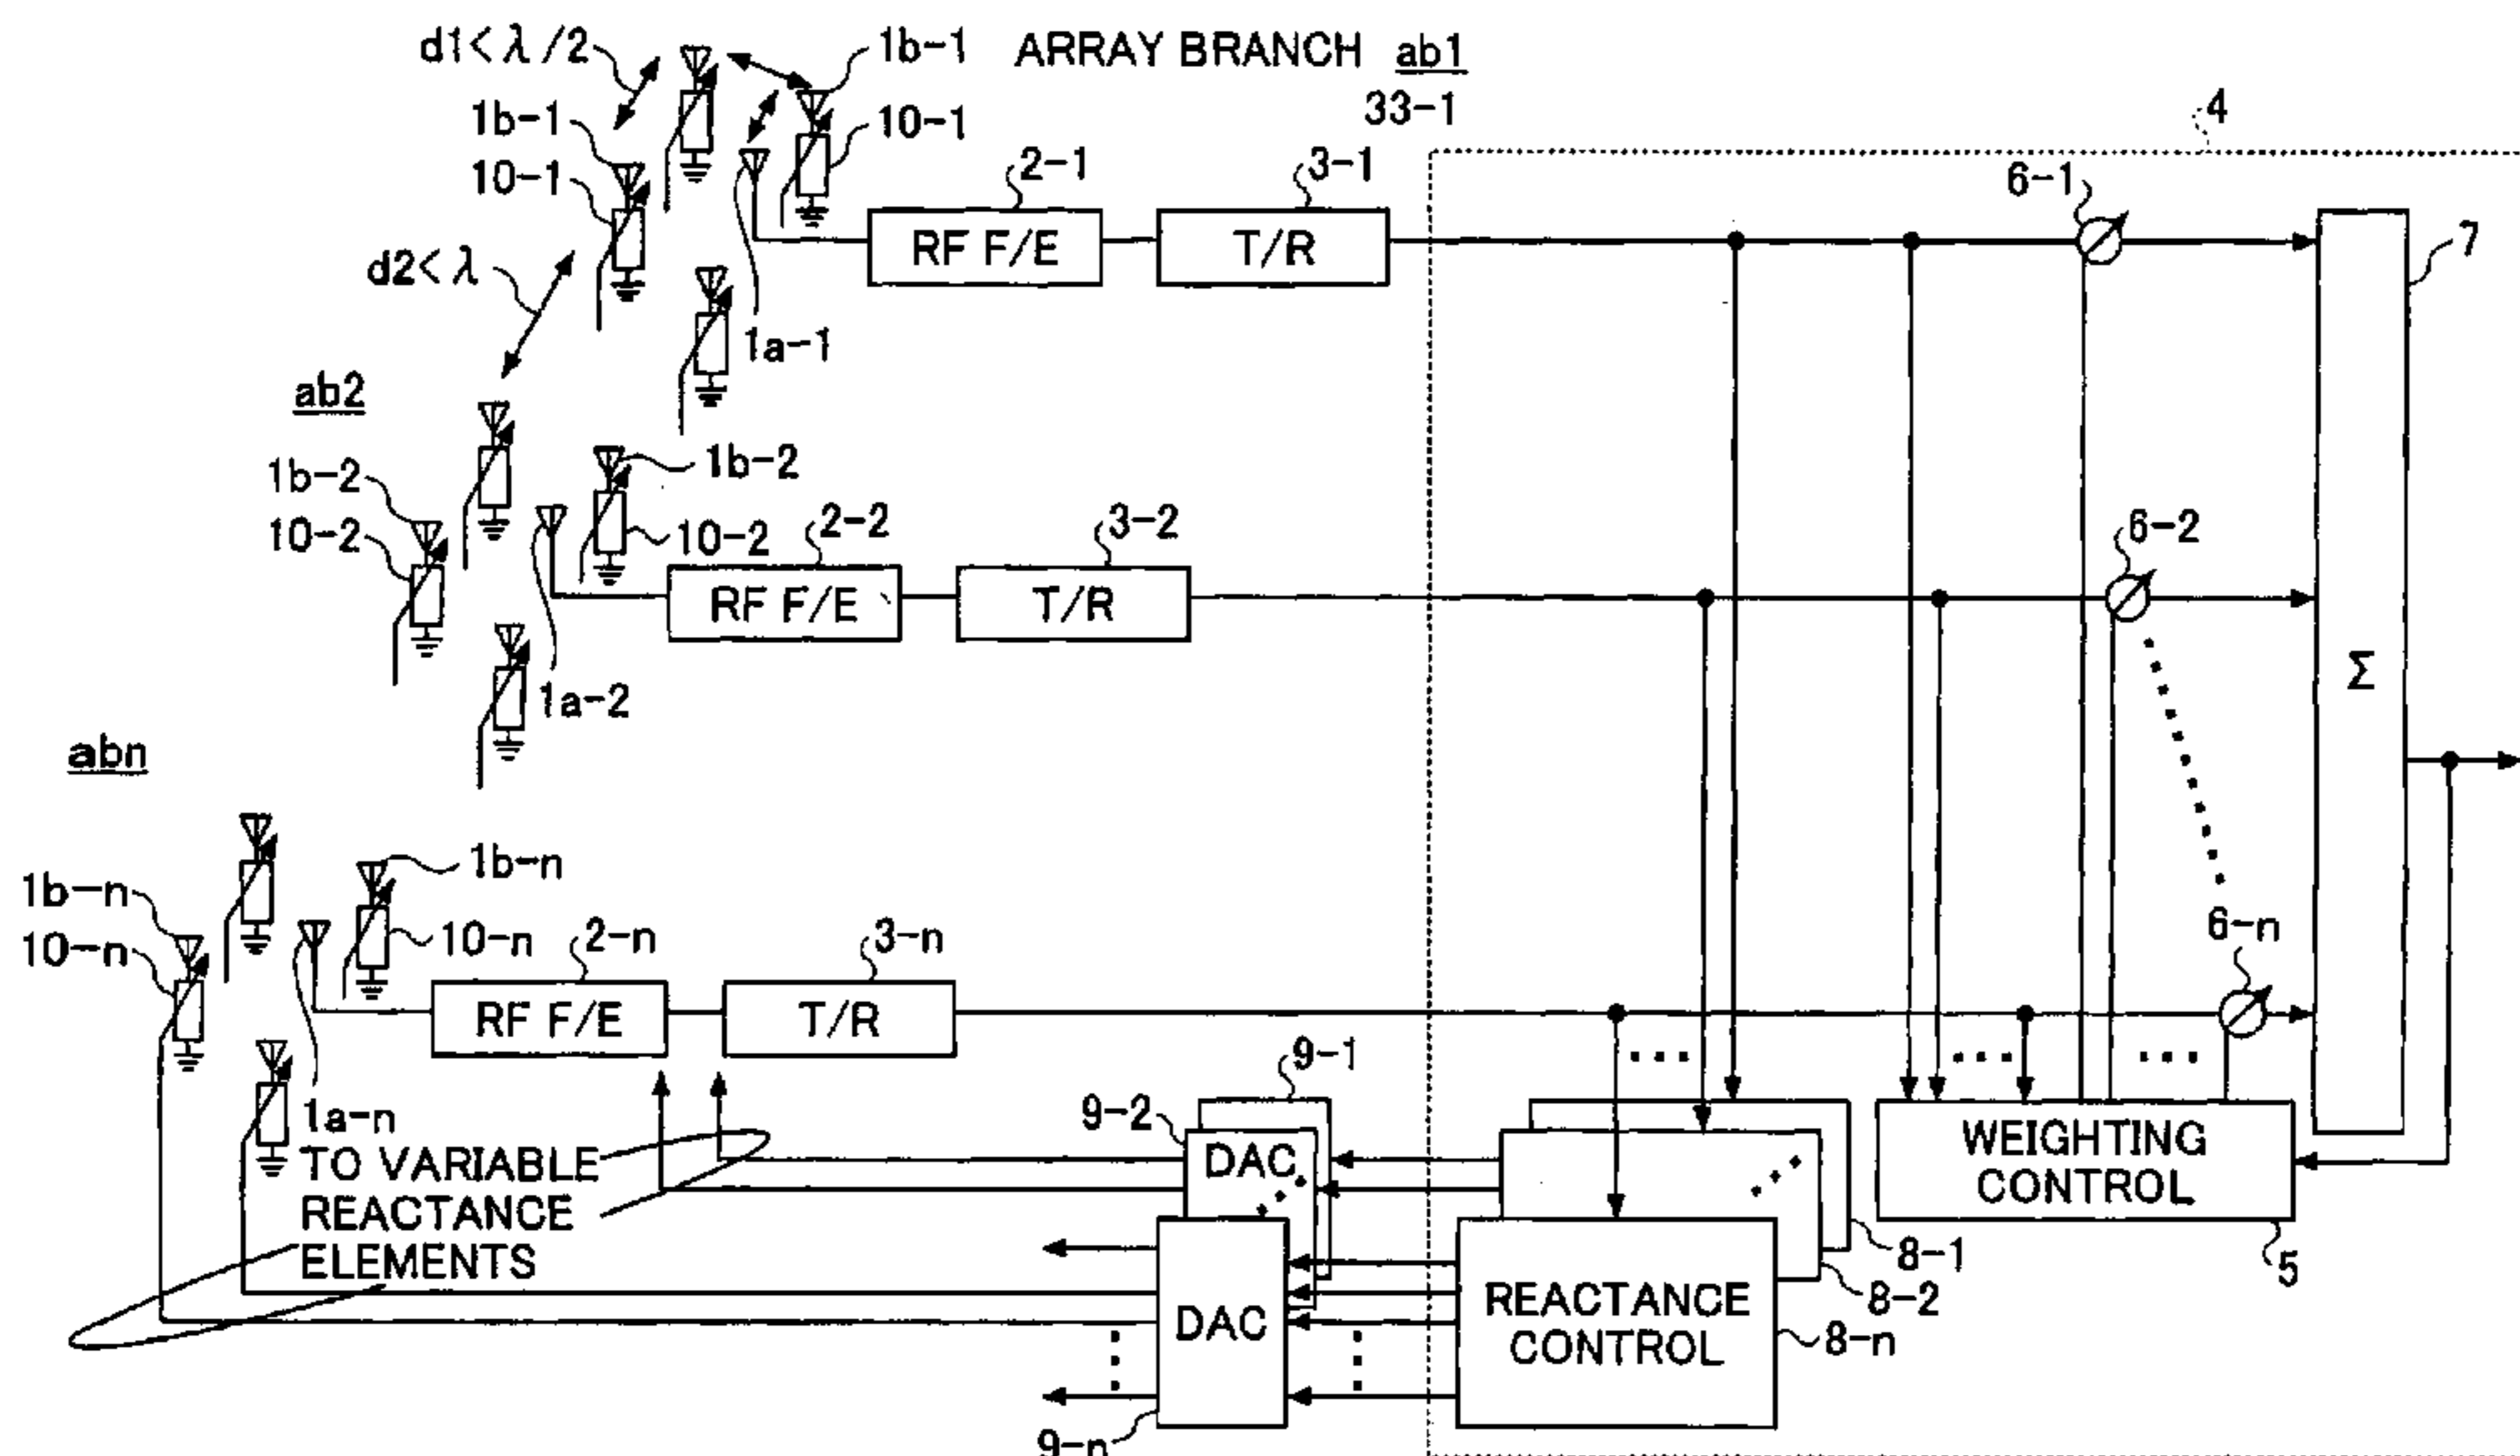 d1<λ/2
1b-1
ARRAY BRANCH ab1
33-1
4
1b-1
10-1
10-1
2-1
3-1
6-1
7
RF F/E
T/R
d2<λ
1a-1
ab2
1b-2
1b-2
10-2
10-2
2-2
3-2
6-2
RF F/E
T/R
Σ
1a-2
abn
1b-n
1b-n
10-n
10-n
2-n
3-n
6-n
RF F/E
T/R
9-1
1a-n
9-2
TO VARIABLE
REACTANCE
ELEMENTS
DAC
WEIGHTING
CONTROL
8-1
5
8-2
DAC
REACTANCE
CONTROL
8-n
9-n